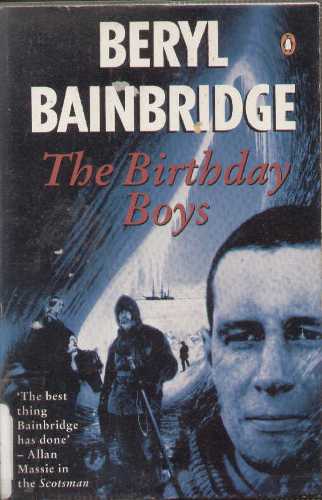 BERYL
BAINBRIDGE
The Birthday
Boys
'The best
thing
Bainbridge
has done'
– Allan
Massie in
the Scotsman